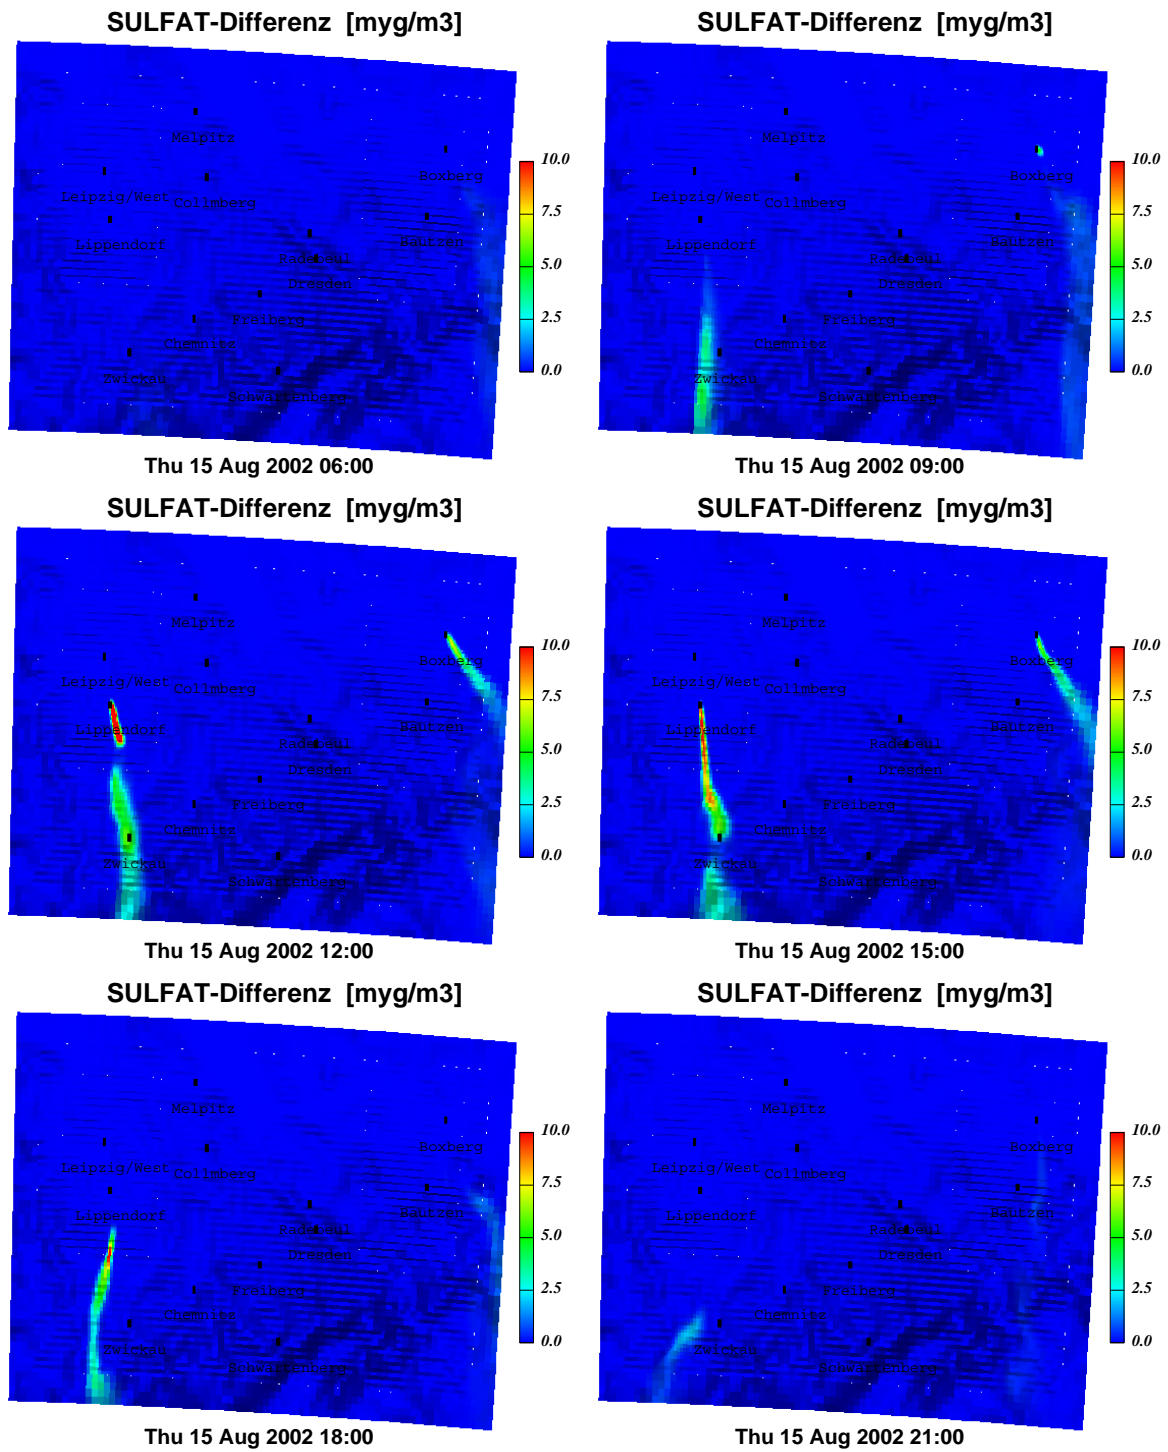 SULFAT-Differenz [myg/m3]
Melpitz
Boxberg
Leipzig/West
Collmberg
Lippendorf
Bautzen
Radebeul
Dresden
Freiberg
Chemnitz
Zwickau
Schwartenberg
10.0
7.5
5.0
2.5
0.0
Thu 15 Aug 2002 06:00
SULFAT-Differenz [myg/m3]
Melpitz
Boxberg
Leipzig/West
Collmberg
Lippendorf
Bautzen
Radebeul
Dresden
Freiberg
Chemnitz
Zwickau
Schwartenberg
10.0
7.5
5.0
2.5
0.0
Thu 15 Aug 2002 09:00
SULFAT-Differenz [myg/m3]
Melpitz
Boxberg
Leipzig/West
Collmberg
Lippendorf
Bautzen
Radebeul
Dresden
Freiberg
Chemnitz
Zwickau
Schwartenberg
10.0
7.5
5.0
2.5
0.0
Thu 15 Aug 2002 12:00
SULFAT-Differenz [myg/m3]
Melpitz
Boxberg
Leipzig/West
Collmberg
Lippendorf
Bautzen
Radebeul
Dresden
Freiberg
Chemnitz
Zwickau
Schwartenberg
10.0
7.5
5.0
2.5
0.0
Thu 15 Aug 2002 15:00
SULFAT-Differenz [myg/m3]
Melpitz
Boxberg
Leipzig/West
Collmberg
Lippendorf
Bautzen
Radebeul
Dresden
Freiberg
Chemnitz
Zwickau
Schwartenberg
10.0
7.5
5.0
2.5
0.0
Thu 15 Aug 2002 18:00
SULFAT-Differenz [myg/m3]
Melpitz
Boxberg
Leipzig/West
Collmberg
Lippendorf
Bautzen
Radebeul
Dresden
Freiberg
Chemnitz
Zwickau
Schwartenberg
10.0
7.5
5.0
2.5
0.0
Thu 15 Aug 2002 21:00